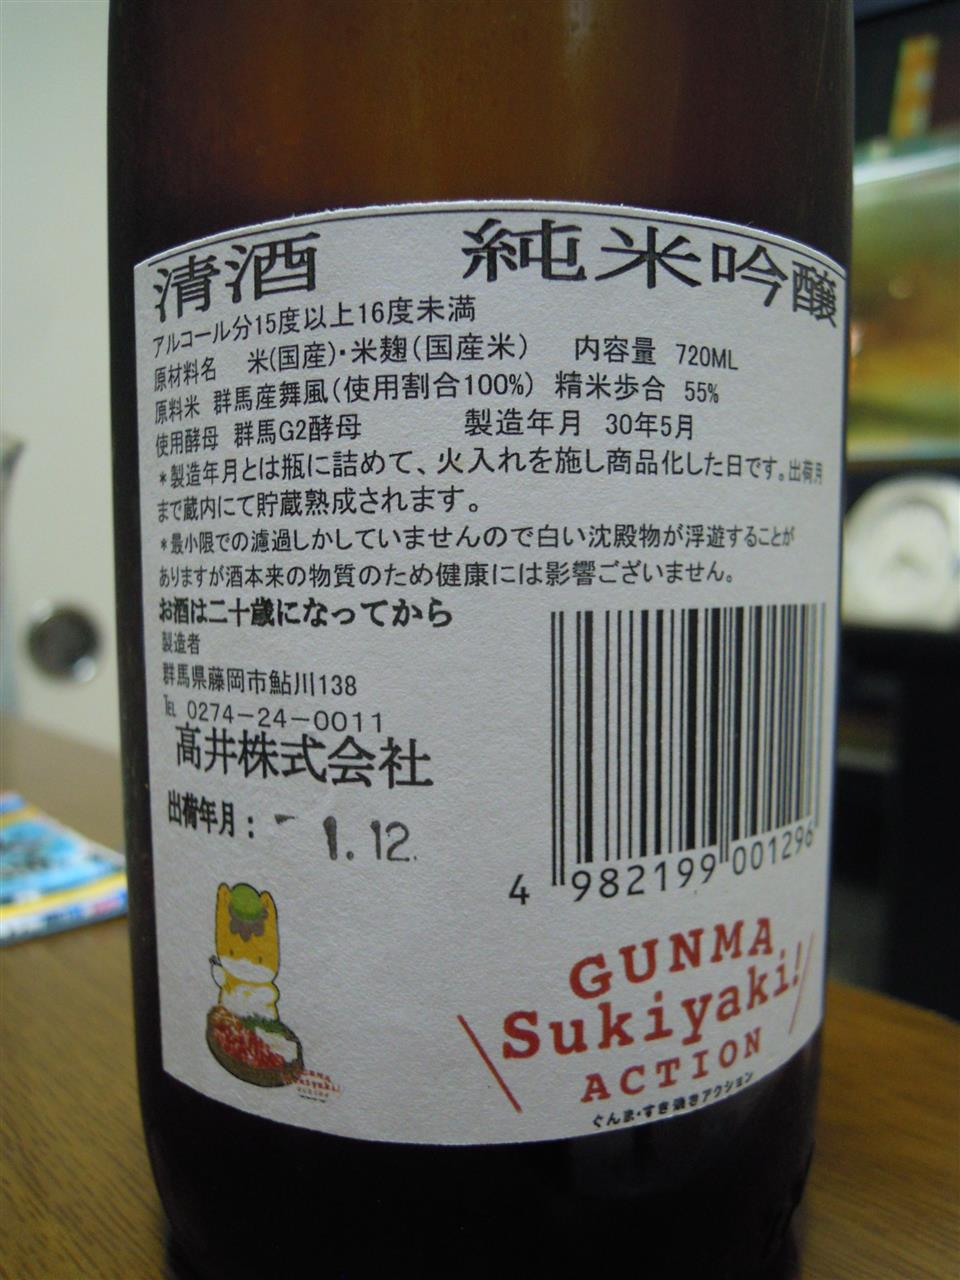 清酒　純米吟醸
アルコール分15度以上16度未満
原材料名　米(国産)・米麹(国産米)　内容量　720ML
原料米　群馬産舞風(使用割合100%)　精米歩合　55%
使用酵母　群馬G2酵母　製造年月　30年5月
*製造年月とは瓶に詰めて、火入れを施し商品化した日です。出荷月
まで蔵内にて貯蔵熟成されます。
*最小限での濾過しかしていませんので白い沈殿物が浮遊することが
ありますが酒本来の物質のため健康には影響ございません。
お酒は二十歳になってから
製造者
群馬県藤岡市鮎川138
℡ 0274-24-0011
高井株式会社
出荷年月: 1.12.
4 982199 001296
GUNMA
Sukiyaki!
ACTION
ぐんま・すき焼きアクション